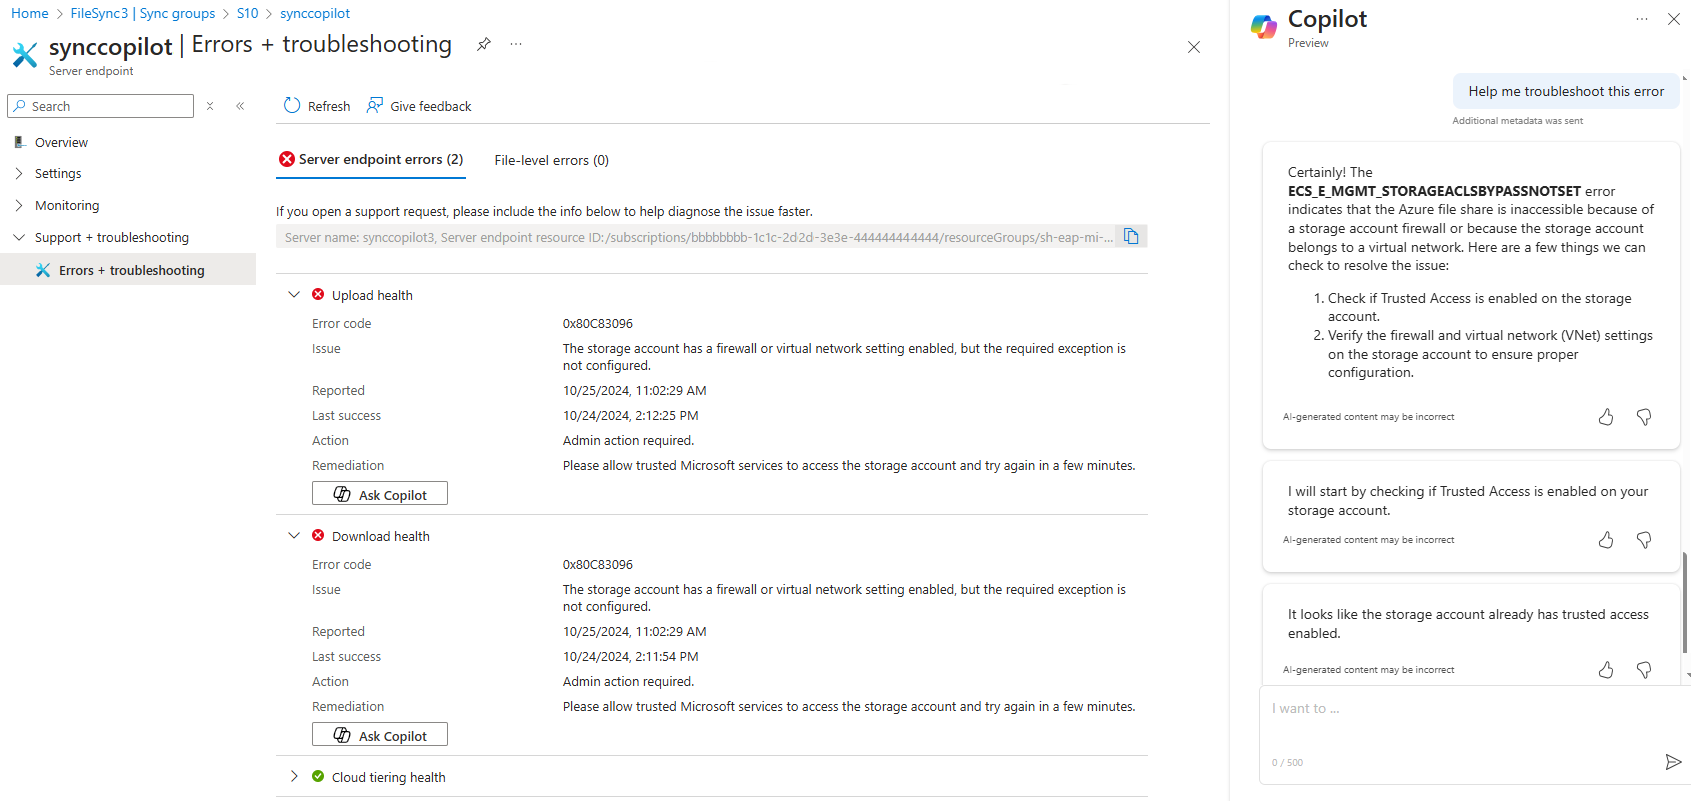 Home > FileSync3 | Sync groups > S10 > synccopilot
synccopilot | Errors + troubleshooting
...
Server endpoint
Search
Overview
Settings
Monitoring
Support + troubleshooting
Errors + troubleshooting
Refresh
Give feedback
Server endpoint errors (2)
File-level errors (0)
If you open a support request, please include the info below to help diagnose the issue faster.
Server name: synccopilot3, Server endpoint resource ID:/subscriptions/bbbbbbbb-1c1c-2d2d-3e3e-444444444444/resourceGroups/sh-eap-mi-...
Upload health
Error code 0x80C83096
Issue The storage account has a firewall or virtual network setting enabled, but the required exception is
not configured.
Reported 10/25/2024, 11:02:29 AM
Last success 10/24/2024, 2:12:25 PM
Action Admin action required.
Remediation Please allow trusted Microsoft services to access the storage account and try again in a few minutes.
Ask Copilot
Download health
Error code 0x80C83096
Issue The storage account has a firewall or virtual network setting enabled, but the required exception is
not configured.
Reported 10/25/2024, 11:02:29 AM
Last success 10/24/2024, 2:11:54 PM
Action Admin action required.
Remediation Please allow trusted Microsoft services to access the storage account and try again in a few minutes.
Ask Copilot
Cloud tiering health
Copilot
...
Preview
Help me troubleshoot this error
Additional metadata was sent
Certainly! The
ECS_E_MGMT_STORAGEACLSBYPASSNOTSET error
indicates that the Azure file share is inaccessible because of
a storage account firewall or because the storage account
belongs to a virtual network. Here are a few things we can
check to resolve the issue:
1. Check if Trusted Access is enabled on the storage
account.
2. Verify the firewall and virtual network (VNet) settings
on the storage account to ensure proper
configuration.
AI-generated content may be incorrect
I will start by checking if Trusted Access is enabled on your
storage account.
AI-generated content may be incorrect
It looks like the storage account already has trusted access
enabled.
AI-generated content may be incorrect
I want to ...
0 / 500